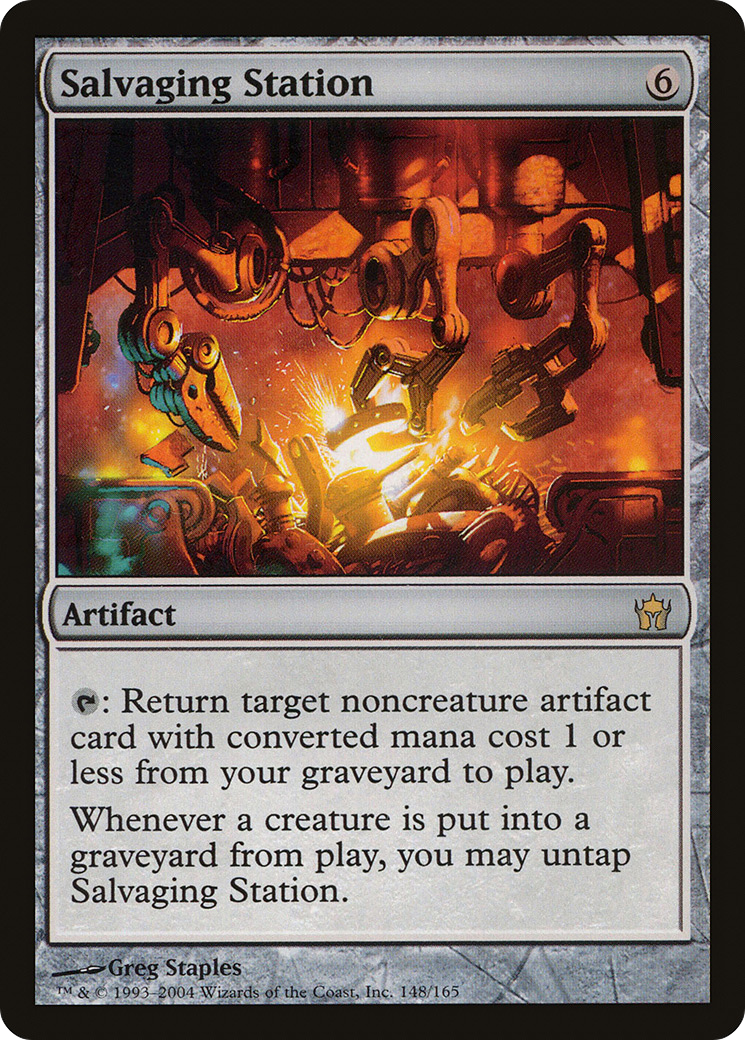 Salvaging Station 6
Artifact
: Return target noncreature artifact
card with converted mana cost 1 or
less from your graveyard to play.
Whenever a creature is put into a
graveyard from play, you may untap
Salvaging Station.
Greg Staples
™ & © 1993–2004 Wizards of the Coast, Inc. 148/165